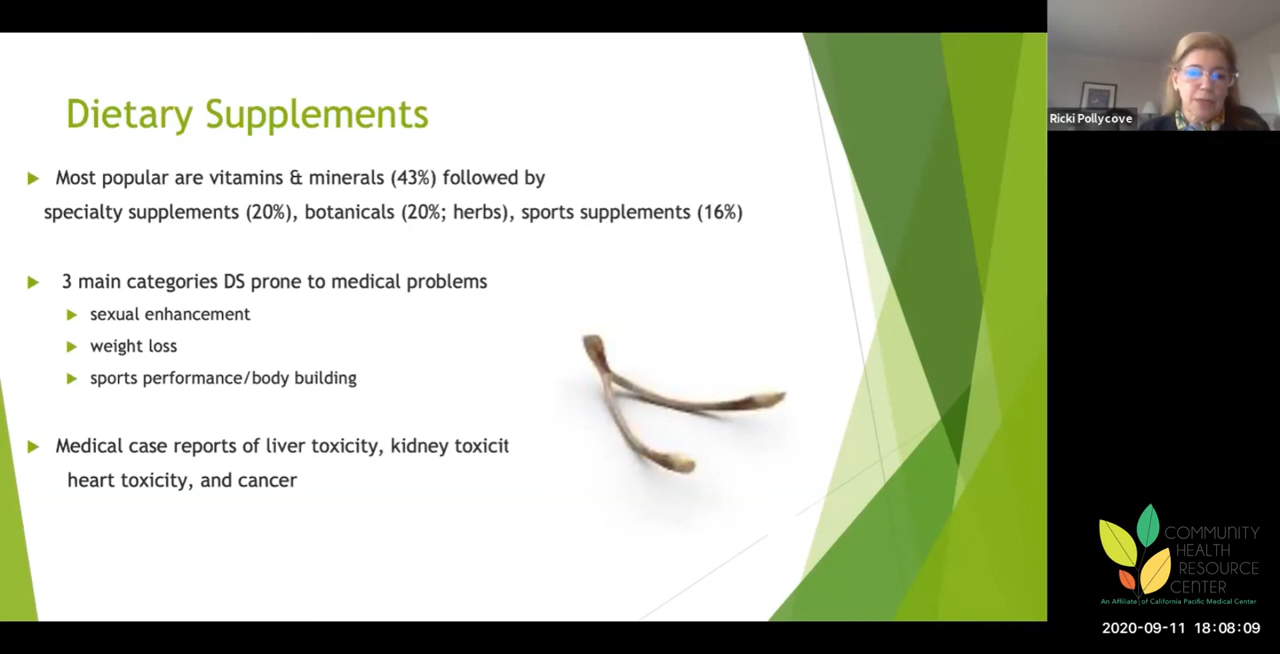 Dietary Supplements
Most popular are vitamins & minerals (43%) followed by
specialty supplements (20%), botanicals (20%; herbs), sports supplements (16%)
3 main categories DS prone to medical problems
sexual enhancement
weight loss
sports performance/body building
Medical case reports of liver toxicity, kidney toxicit
heart toxicity, and cancer
Ricki Pollycove
COMMUNITY
HEALTH
RESOURCE
CENTER
An Affiliate of California Pacific Medical Center
2020-09-11 18:08:09